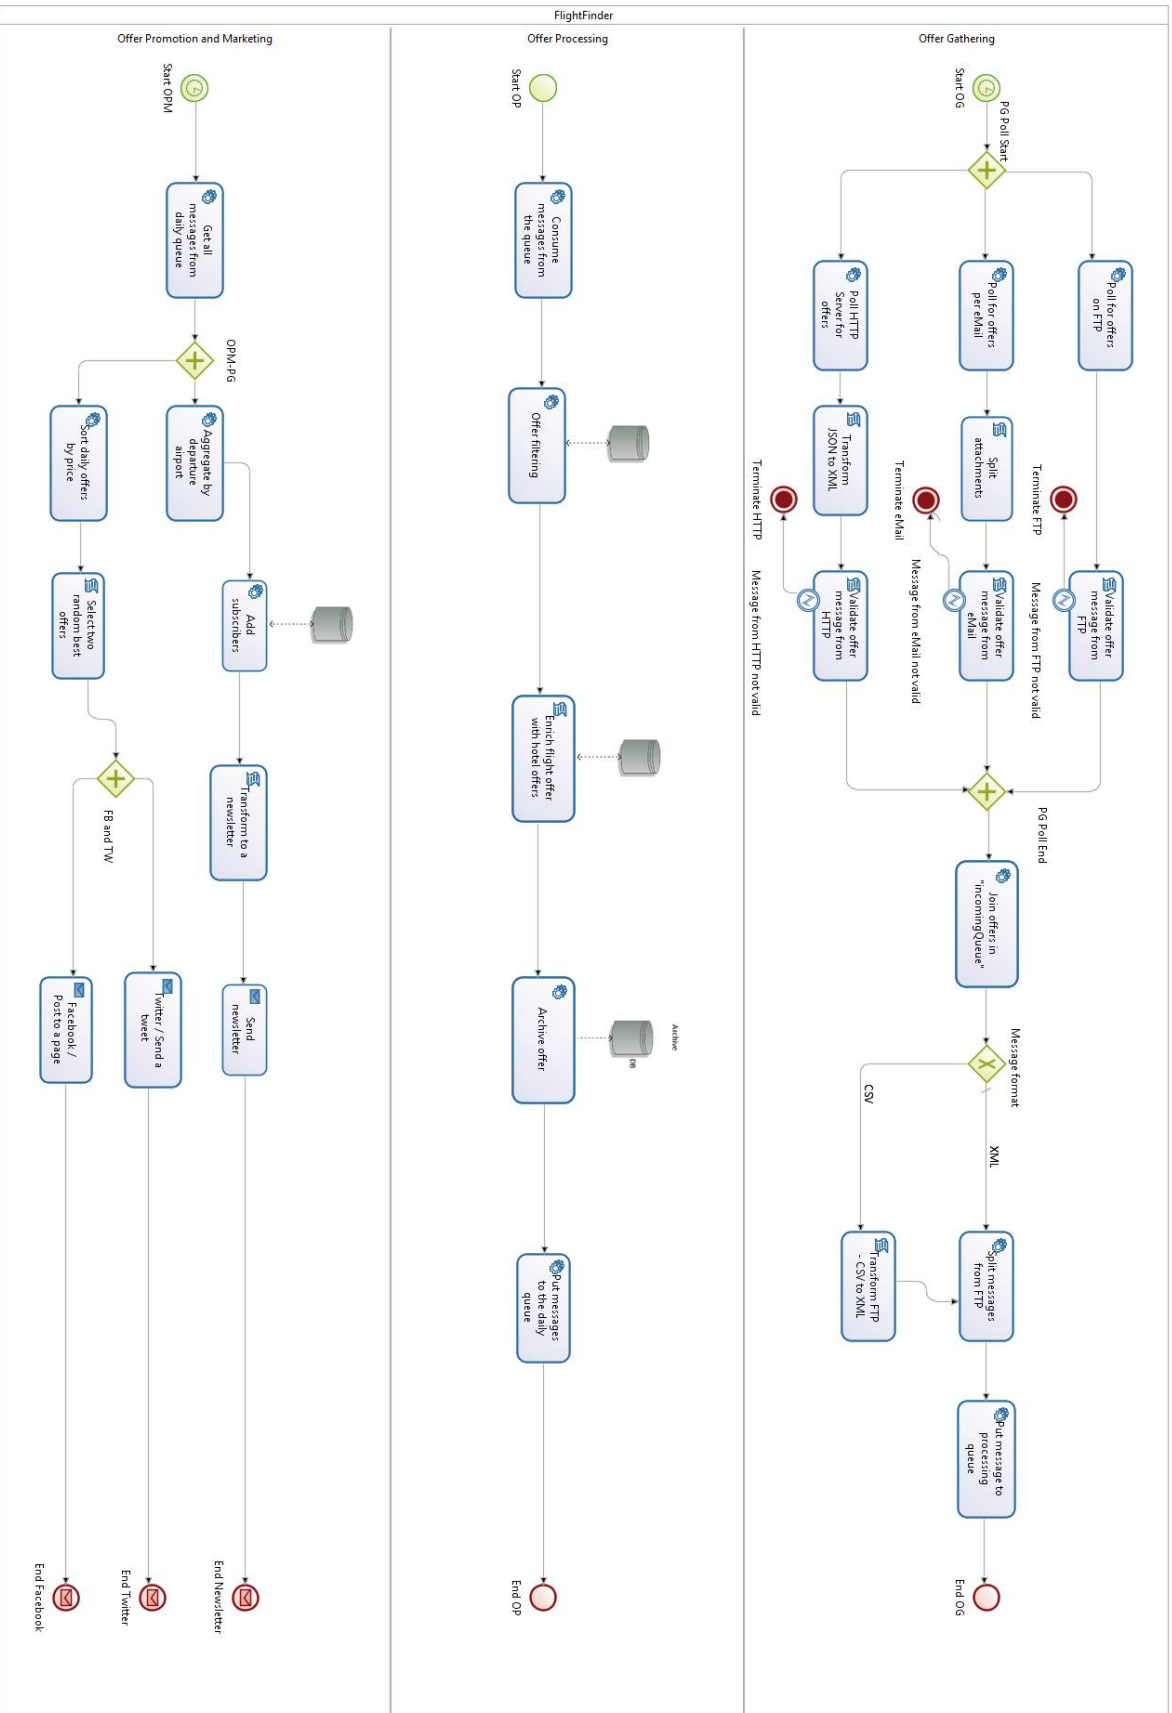 FlightFinder
Offer Promotion and Marketing
Offer Processing
Offer Gathering
Start OG
PG Poll Start
Poll for offers
on FTP
Poll for offers
per eMail
Poll HTTP
Server for
offers
Split
attachments
Transform
JSON to XML
Terminate FTP
Terminate eMail
Terminate HTTP
Validate offer
message from
FTP
Message from FTP not valid
Validate offer
message from
eMail
Message from eMail not valid
Validate offer
message from
HTTP
Message from HTTP not valid
PG Poll End
Join offers in
"incomingQueue"
Message format
XML
CSV
Split messages
from FTP
Transform FTP
- CSV to XML
Put message to
processing
queue
End OG
Start OP
Consume
messages from
the queue
Offer filtering
Enrich flight offer
with hotel offers
Archive offer
Archive
DB
Put messages
to the daily
queue
End OP
Start OPM
Get all
messages from
daily queue
OPM-PG
Aggregate by
departure
airport
Sort daily offers
by price
Add
subscribers
Select two
random best
offers
Transform to a
newsletter
FB and TW
Send
newsletter
Twitter / Send a
tweet
Facebook /
Post to a page
End Newsletter
End Twitter
End Facebook